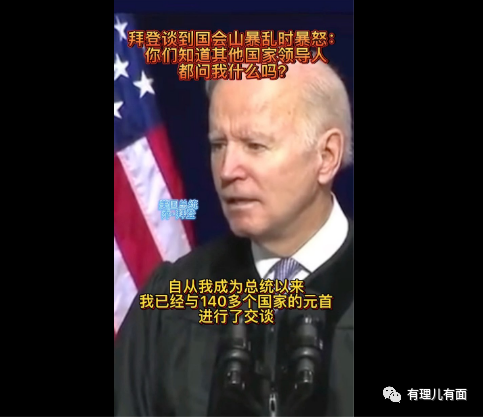 拜登谈到国会山暴乱时暴怒：
你们知道其他国家领导人
都问我什么吗？
自从我成为总统以来
我已经与140多个国家的元首
进行了交谈
有理儿有面